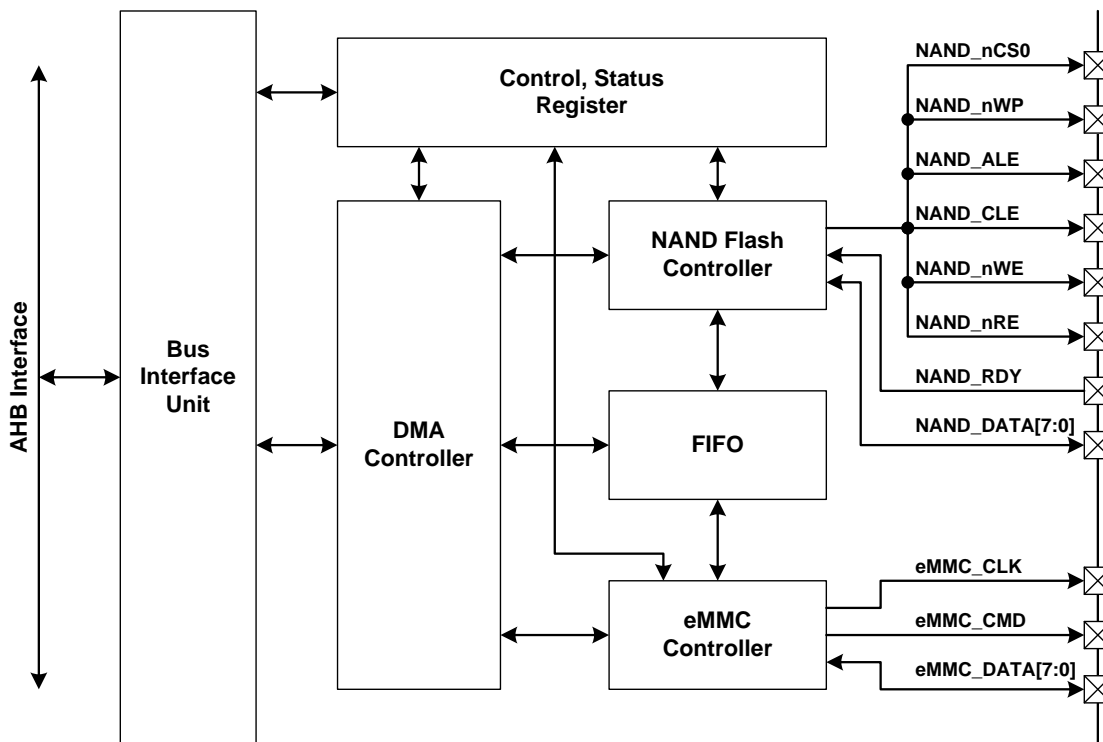 AHB Interface
Bus
Interface
Unit
Control, Status
Register
DMA
Controller
NAND Flash
Controller
FIFO
eMMC
Controller
NAND_nCS0
NAND_nWP
NAND_ALE
NAND_CLE
NAND_nWE
NAND_nRE
NAND_RDY
NAND_DATA[7:0]
eMMC_CLK
eMMC_CMD
eMMC_DATA[7:0]